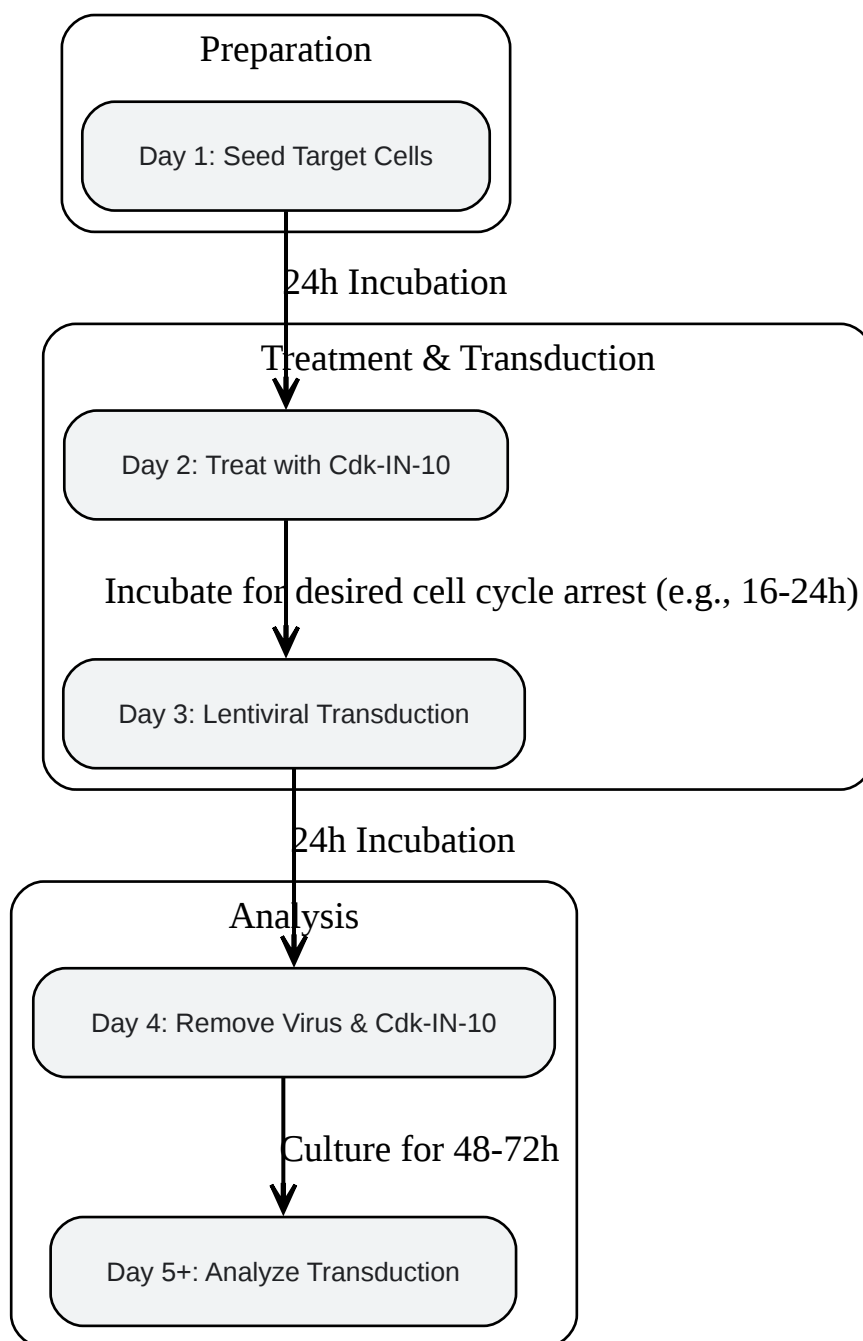 Preparation
Day 1: Seed Target Cells
24h Incubation
Treatment & Transduction
Day 2: Treat with Cdk-IN-10
Incubate for desired cell cycle arrest (e.g., 16-24h)
Day 3: Lentiviral Transduction
24h Incubation
Analysis
Day 4: Remove Virus & Cdk-IN-10
Culture for 48-72h
Day 5+: Analyze Transduction